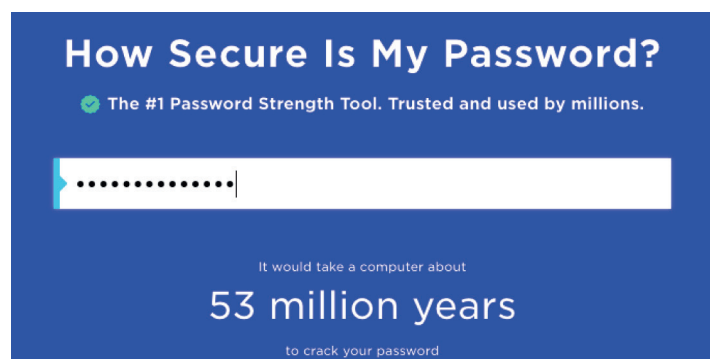 How Secure Is My Password?
The #1 Password Strength Tool. Trusted and used by millions.
••••••••••••••
It would take a computer about
53 million years
to crack your password